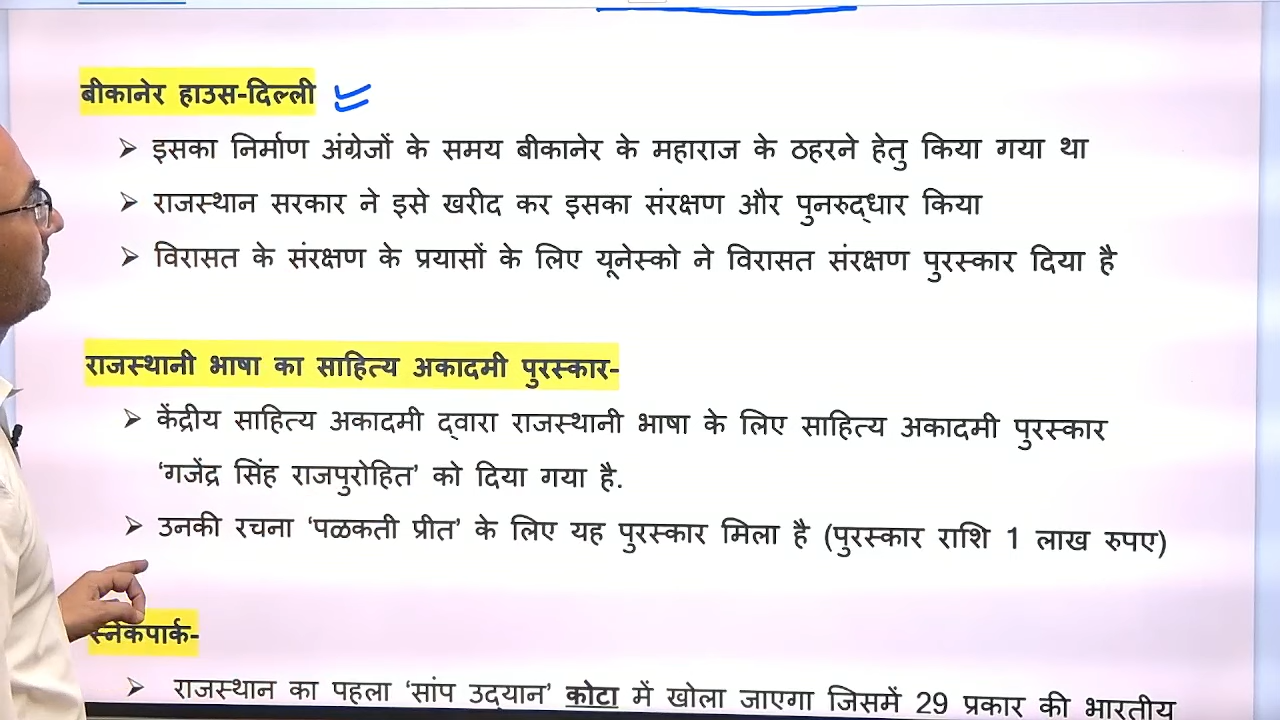 बीकानेर हाउस-दिल्ली
➢ इसका निर्माण अंग्रेजों के समय बीकानेर के महाराज के ठहरने हेतु किया गया था
➢ राजस्थान सरकार ने इसे खरीद कर इसका संरक्षण और पुनरुद्धार किया
➢ विरासत के संरक्षण के प्रयासों के लिए यूनेस्को ने विरासत संरक्षण पुरस्कार दिया है
राजस्थानी भाषा का साहित्य अकादमी पुरस्कार-
➢ केंद्रीय साहित्य अकादमी द्वारा राजस्थानी भाषा के लिए साहित्य अकादमी पुरस्कार
‘गजेंद्र सिंह राजपुरोहित’ को दिया गया है.
➢ उनकी रचना ‘पळकती प्रीत’ के लिए यह पुरस्कार मिला है (पुरस्कार राशि 1 लाख रुपए)
स्नेकपार्क-
➢ राजस्थान का पहला ‘सांप उद्यान’ कोटा में खोला जाएगा जिसमें 29 प्रकार की भारतीय